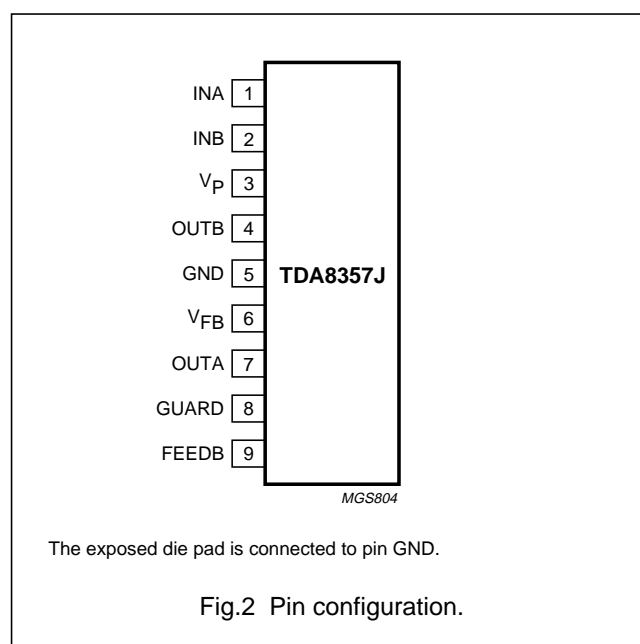 INA 1
INB 2
VP 3
OUTB 4
GND 5
TDA8357J
VFB 6
OUTA 7
GUARD 8
FEEDB 9
MGS804
The exposed die pad is connected to pin GND.
Fig.2 Pin configuration.